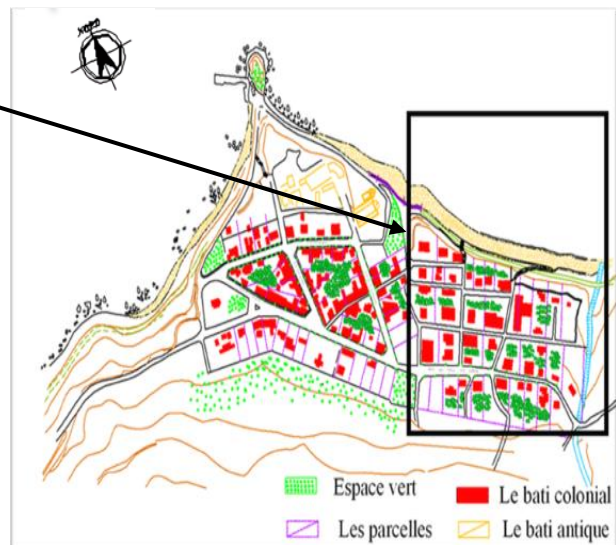 Espace vert
Le bati colonial
Les parcelles
Le bati antique